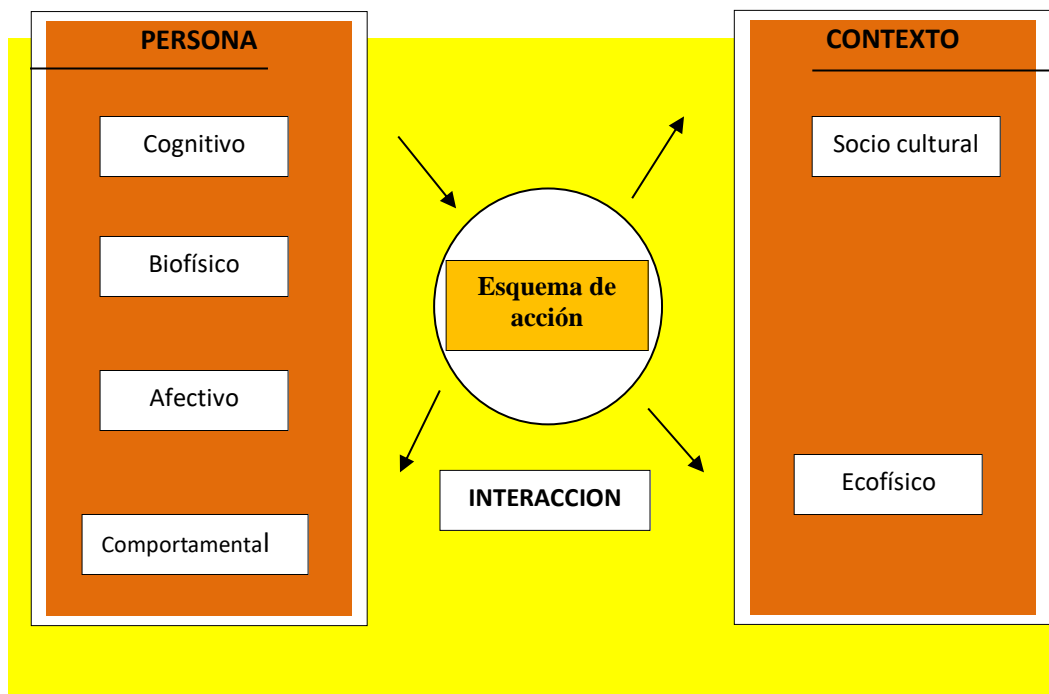 PERSONA
Cognitivo
Biofísico
Afectivo
Comportamental
Esquema de
acción
INTERACCION
CONTEXTO
Socio cultural
Ecofísico